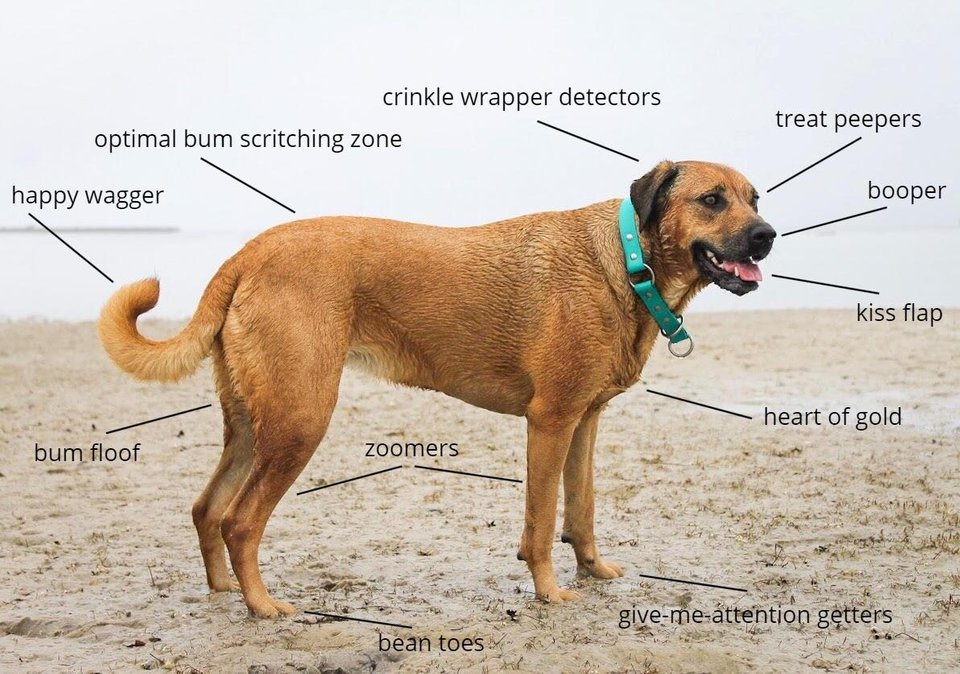 crinkle wrapper detectors
treat peepers
optimal bum scritching zone
happy wagger
booper
kiss flap
heart of gold
bum floof
zoomers
give-me-attention getters
bean toes